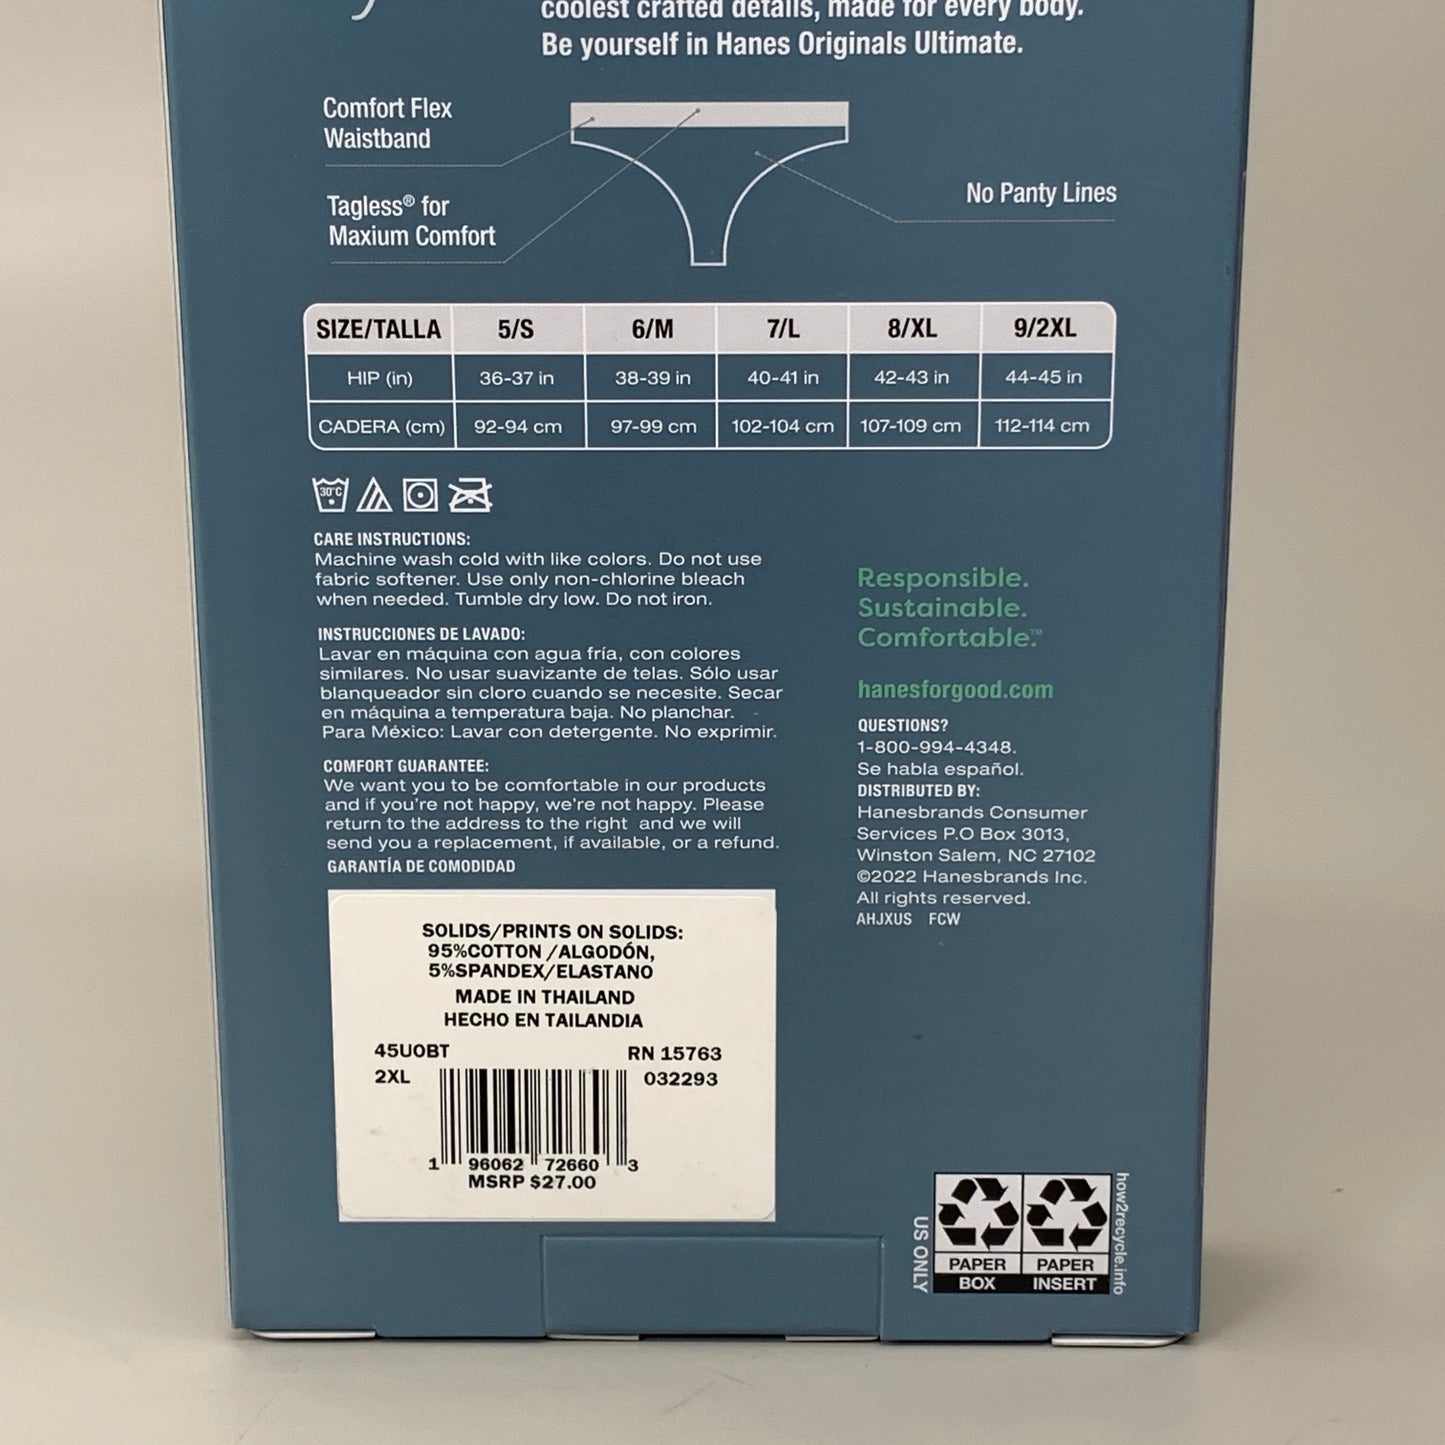 coolest crafted details, made for every body.
Be yourself in Hanes Originals Ultimate.
Comfort Flex
Waistband
Tagless® for
Maxium Comfort
No Panty Lines
SIZE/TALLA 5/S 6/M 7/L 8/XL 9/2XL
HIP (in) 36-37 in 38-39 in 40-41 in 42-43 in 44-45 in
CADERA (cm) 92-94 cm 97-99 cm 102-104 cm 107-109 cm 112-114 cm
30°C
CARE INSTRUCTIONS:
Machine wash cold with like colors. Do not use
fabric softener. Use only non-chlorine bleach
when needed. Tumble dry low. Do not iron.
INSTRUCCIONES DE LAVADO:
Lavar en máquina con agua fría, con colores
similares. No usar suavizante de telas. Sólo usar
blanqueador sin cloro cuando se necesite. Secar
en máquina a temperatura baja. No planchar.
Para México: Lavar con detergente. No exprimir.
COMFORT GUARANTEE:
We want you to be comfortable in our products
and if you're not happy, we're not happy. Please
return to the address to the right and we will
send you a replacement, if available, or a refund.
GARANTÍA DE COMODIDAD
Responsible.
Sustainable.
Comfortable.™
hanesforgood.com
QUESTIONS?
1-800-994-4348.
Se habla español.
DISTRIBUTED BY:
Hanesbrands Consumer
Services P.O Box 3013,
Winston Salem, NC 27102
©2022 Hanesbrands Inc.
All rights reserved.
AHJXUS FCW
SOLIDS/PRINTS ON SOLIDS:
95%COTTON /ALGODÓN,
5%SPANDEX/ELASTANO
MADE IN THAILAND
HECHO EN TAILANDIA
45UOBT RN 15763
2XL 032293
1 96062 72660 3
MSRP $27.00
US ONLY
PAPER PAPER
BOX INSERT
how2recycle.info